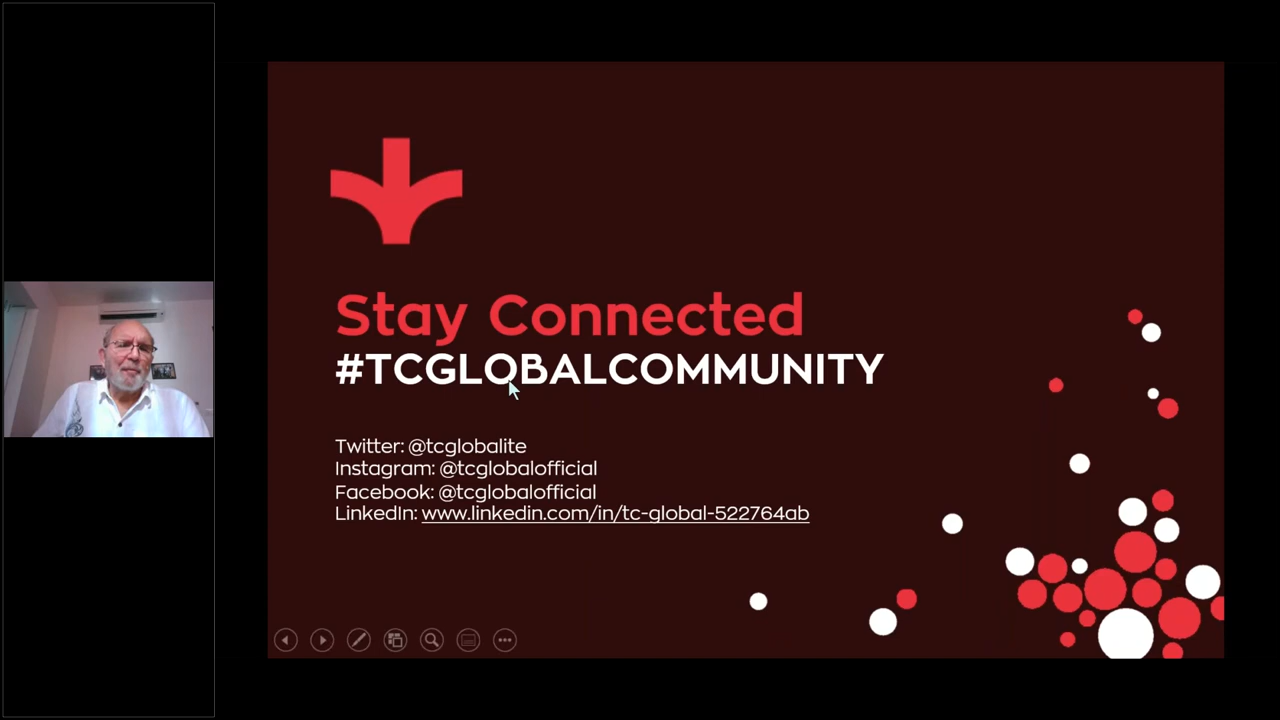 Stay Connected
#TCGLOBALCOMMUNITY
Twitter: @tcglobalite
Instagram: @tcglobalofficial
Facebook: @tcglobalofficial
LinkedIn: www.linkedin.com/in/tc-global-522764ab